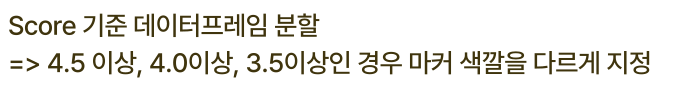 Score 기준 데이터프레임 분할
=> 4.5 이상, 4.0이상, 3.5이상인 경우 마커 색깔을 다르게 지정